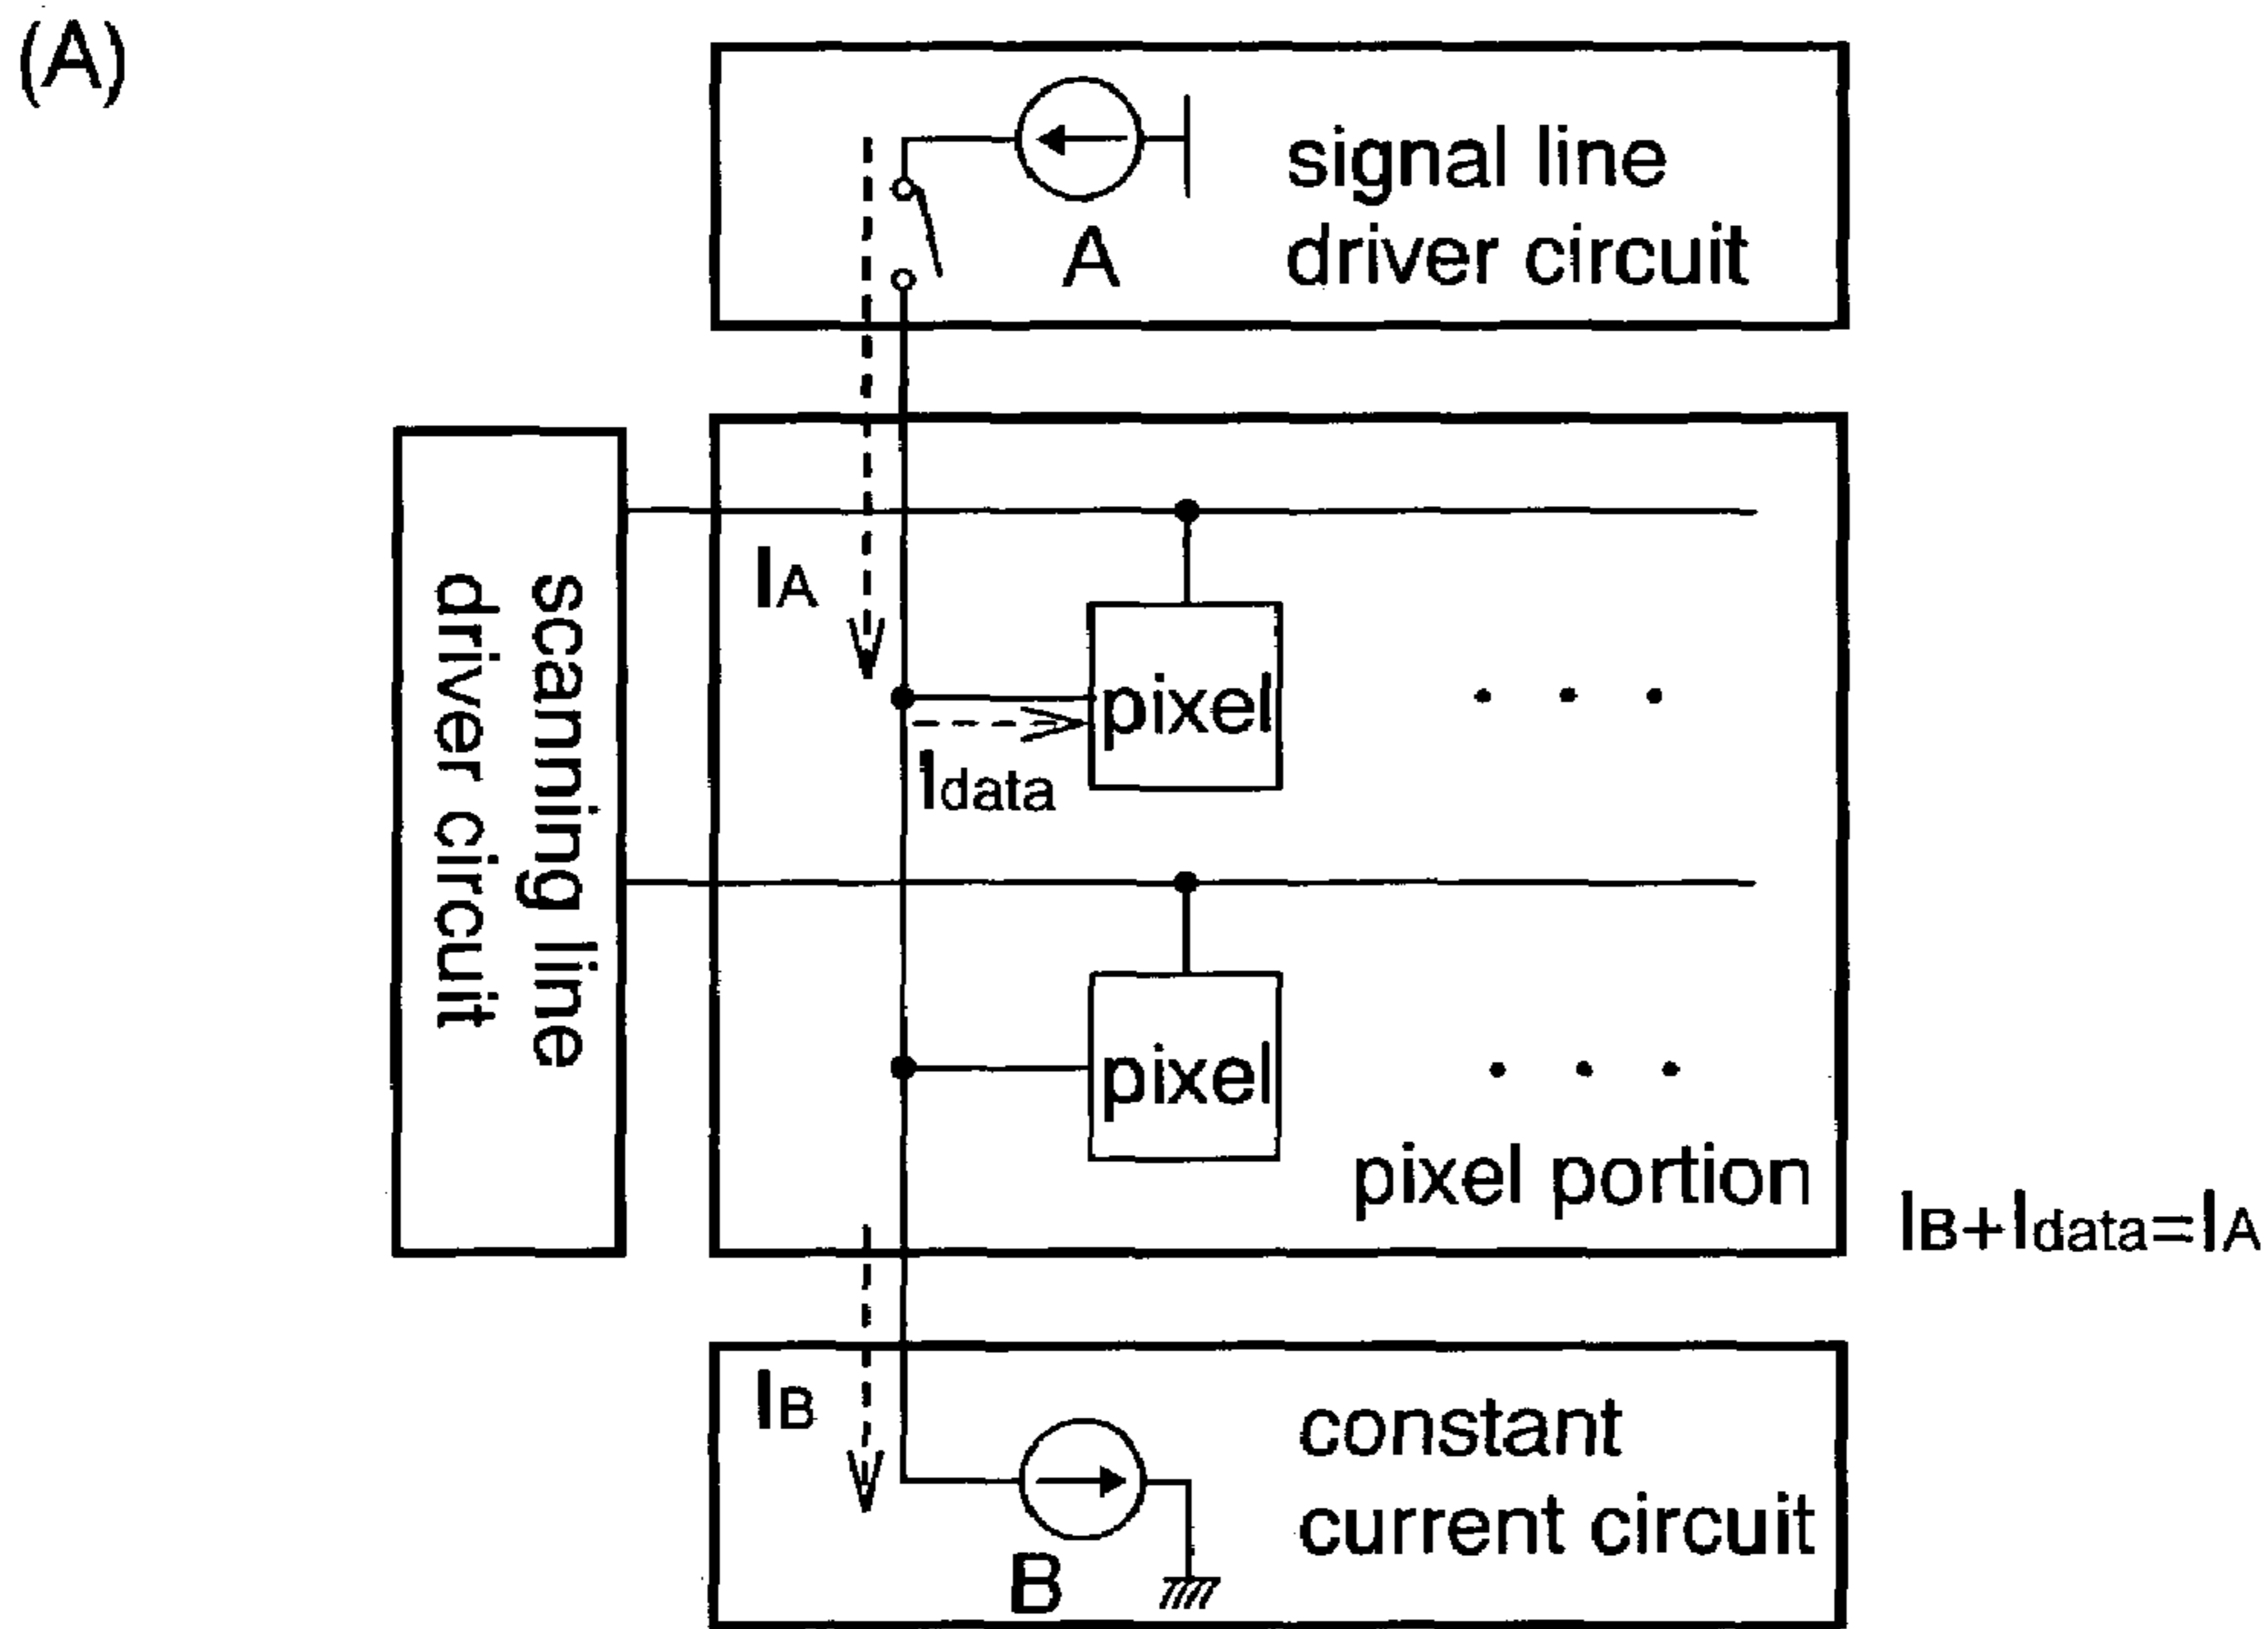 (A)
signal line
driver circuit
A
scanning line
driver circuit
IA
pixel
Idata
pixel
pixel portion
IB+Idata=IA
IB
constant
current circuit
B